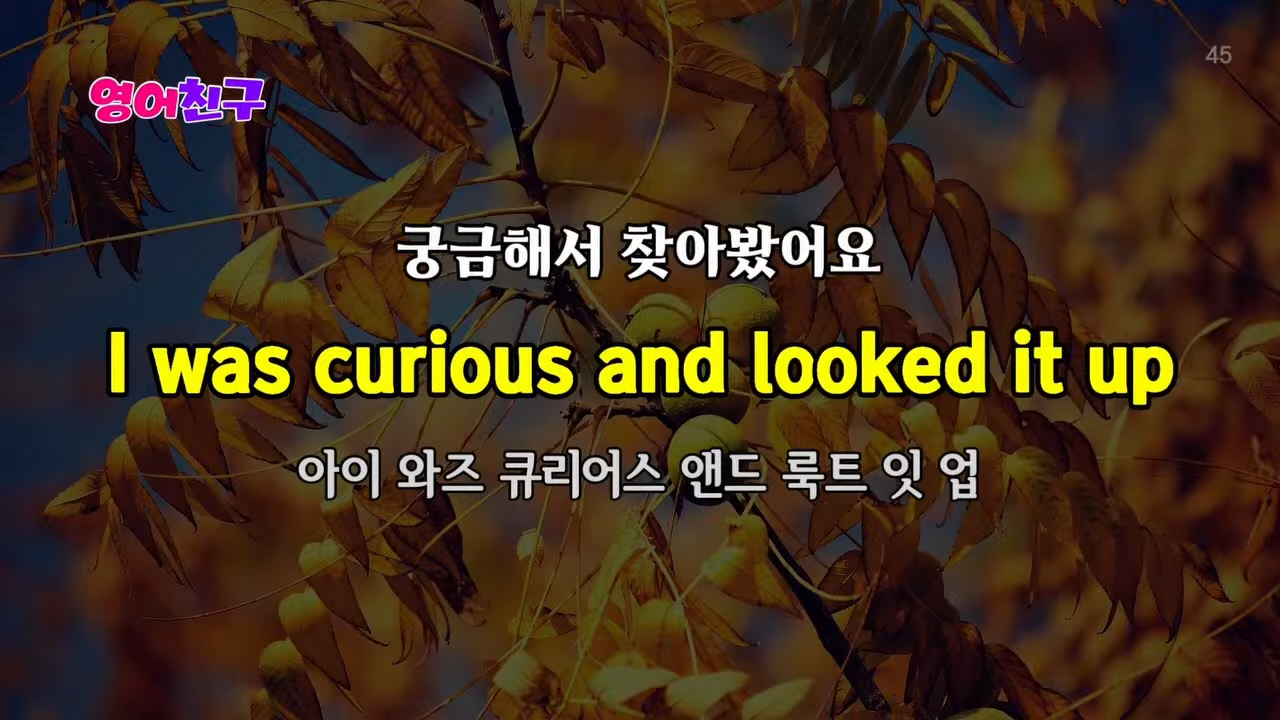 45
영어친구
궁금해서 찾아봤어요
I was curious and looked it up
아이 와즈 큐리어스 앤드 룩트 잇 업